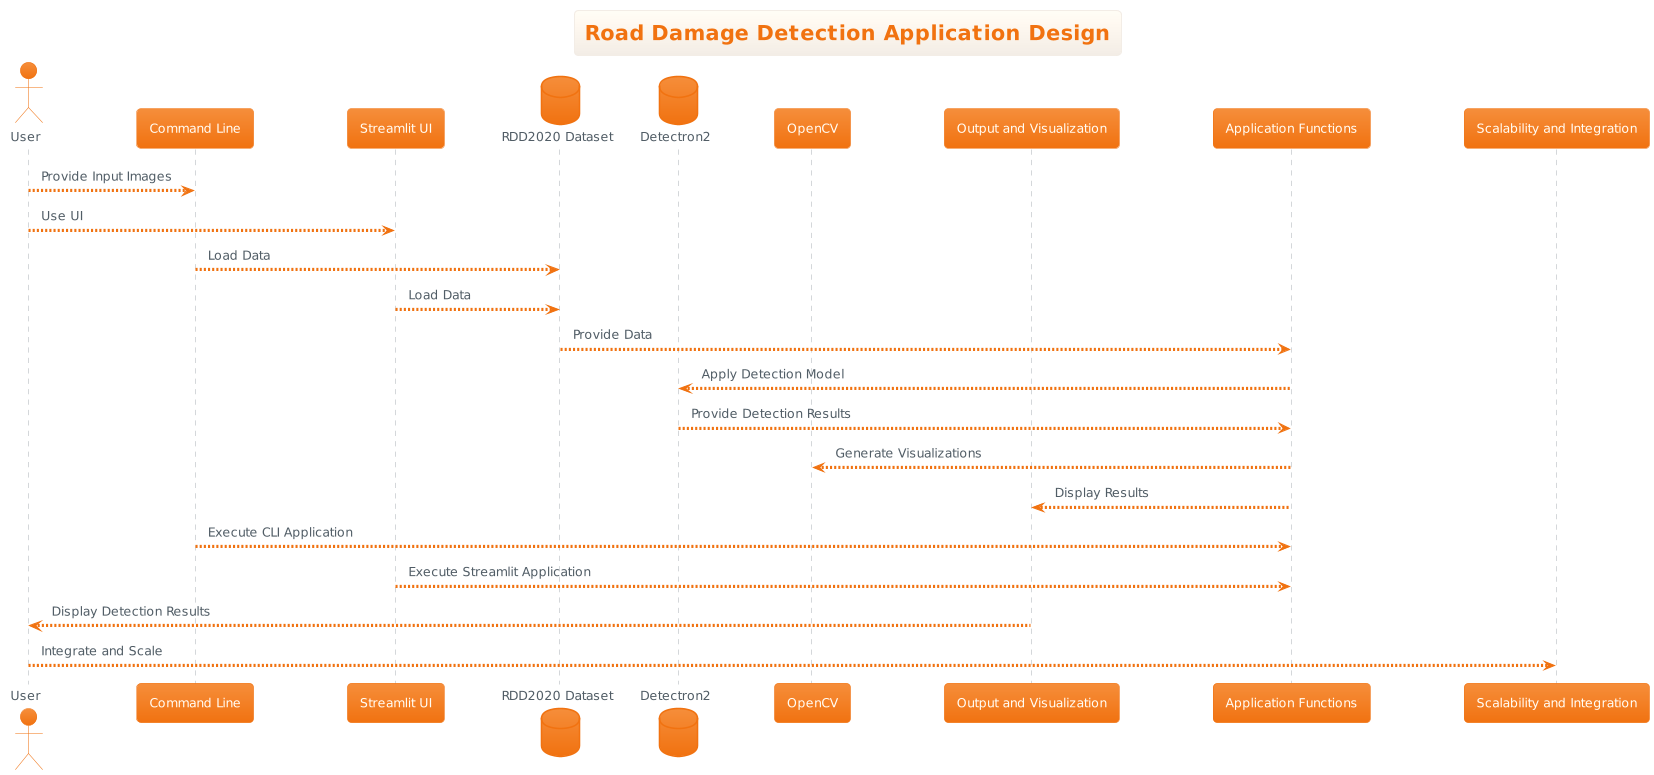 Road Damage Detection Application Design
User
Command Line
Streamlit UI
RDD2020 Dataset
Detectron2
OpenCV
Output and Visualization
Application Functions
Scalability and Integration
Provide Input Images
Use UI
Load Data
Load Data
Provide Data
Apply Detection Model
Provide Detection Results
Generate Visualizations
Display Results
Execute CLI Application
Execute Streamlit Application
Display Detection Results
Integrate and Scale
User
Command Line
Streamlit UI
RDD2020 Dataset
Detectron2
OpenCV
Output and Visualization
Application Functions
Scalability and Integration